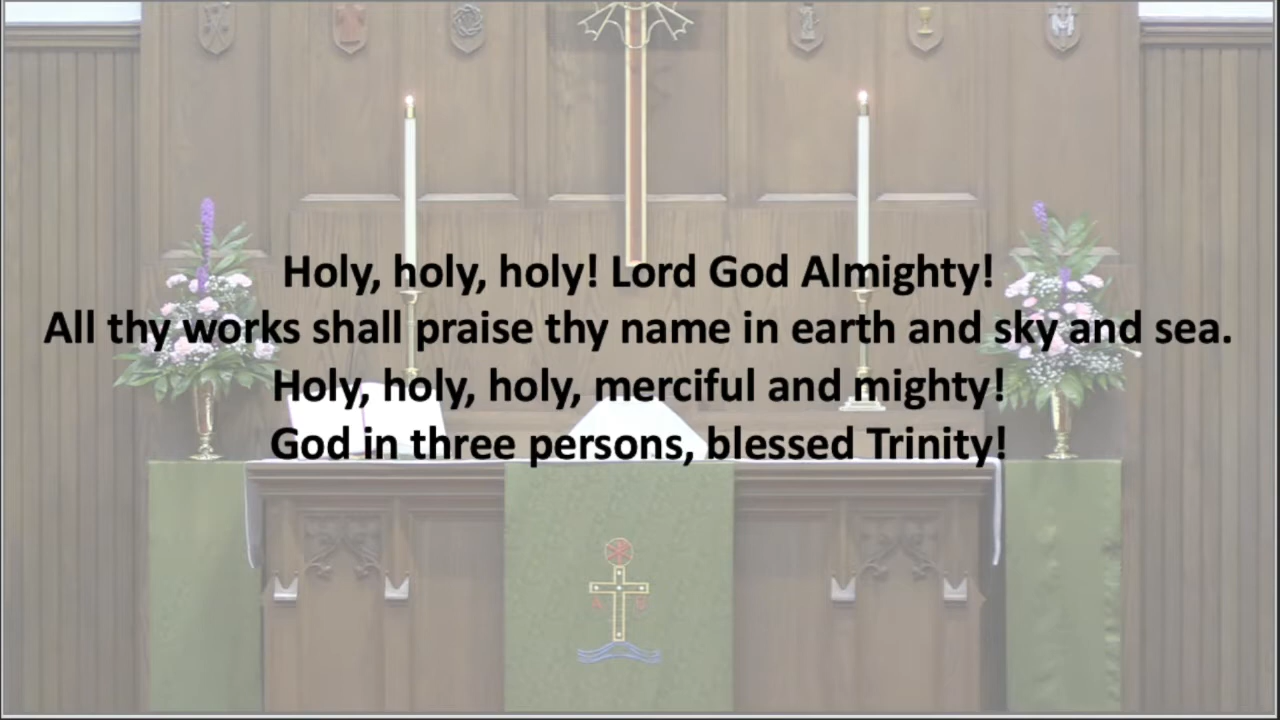 Holy, holy, holy! Lord God Almighty!
All thy works shall praise thy name in earth and sky and sea.
Holy, holy, holy, merciful and mighty!
God in three persons, blessed Trinity!